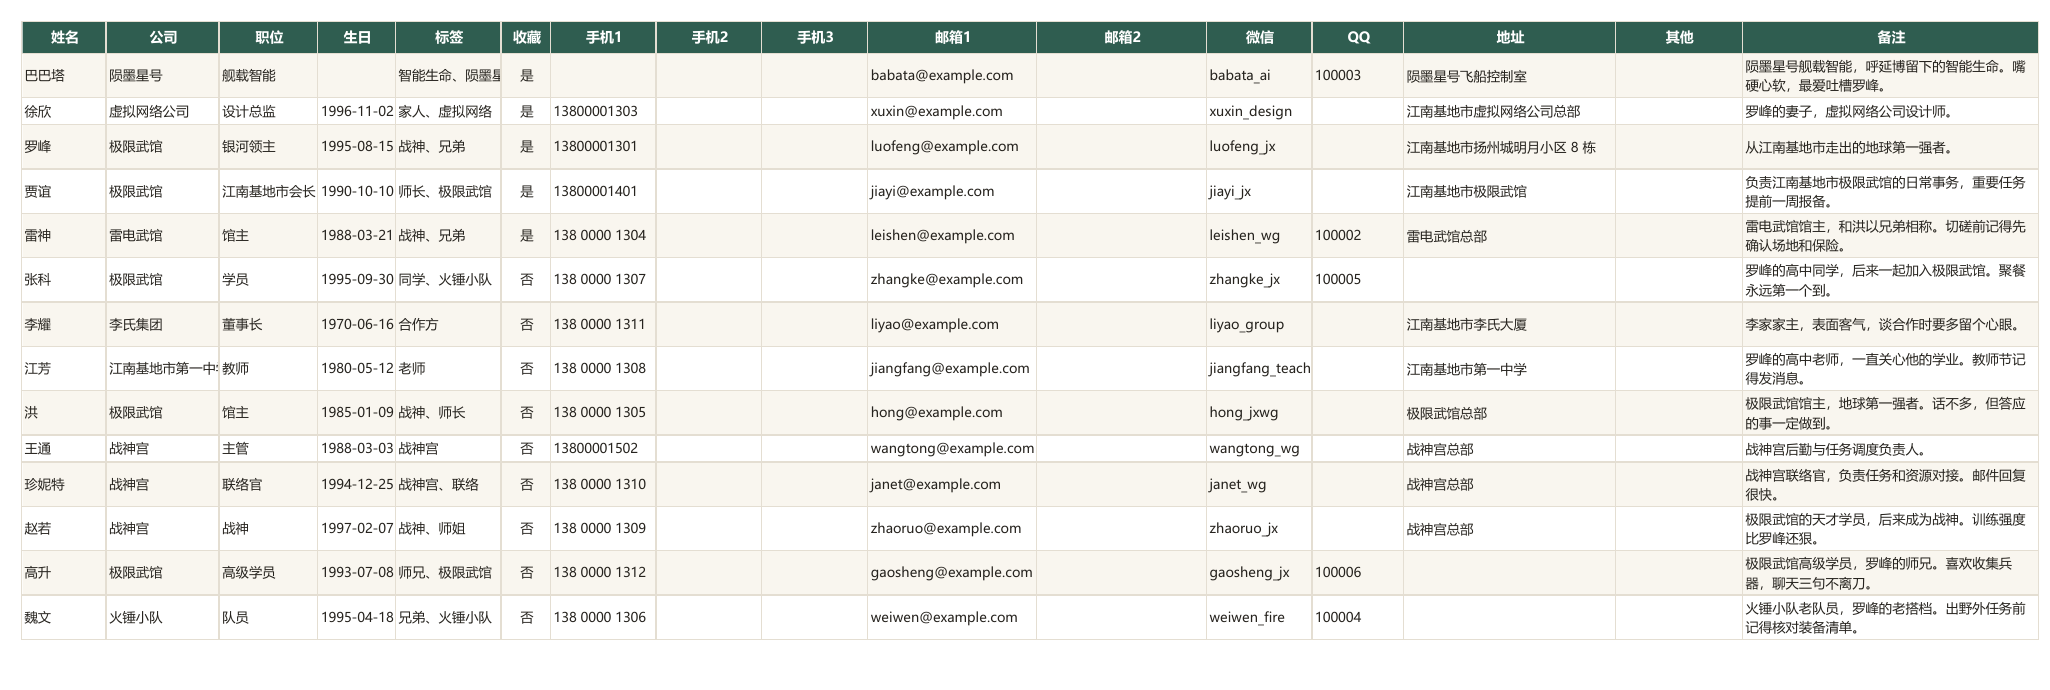 姓名 公司 职位 生日 标签 收藏 手机1 手机2 手机3 邮箱1 邮箱2 微信 QQ 地址 其他 备注
巴巴塔 陨墨星号 舰载智能 智能生命、陨墨星 是 babata@example.com babata_ai 100003 陨墨星号飞船控制室 陨墨星号舰载智能，呼延博留下的智能生命。嘴
硬心软，最爱吐槽罗峰。
徐欣 虚拟网络公司 设计总监 1996-11-02 家人、虚拟网络 是 13800001303 xuxin@example.com xuxin_design 江南基地市虚拟网络公司总部 罗峰的妻子，虚拟网络公司设计师。
罗峰 极限武馆 银河领主 1995-08-15 战神、兄弟 是 13800001301 luofeng@example.com luofeng_jx 江南基地市扬州城明月小区 8 栋 从江南基地市走出的地球第一强者。
贾谊 极限武馆 江南基地市会长 1990-10-10 师长、极限武馆 是 13800001401 jiayi@example.com jiayi_jx 江南基地市极限武馆 负责江南基地市极限武馆的日常事务，重要任务
提前一周报备。
雷神 雷电武馆 馆主 1988-03-21 战神、兄弟 是 138 0000 1304 leishen@example.com leishen_wg 100002 雷电武馆总部 雷电武馆馆主，和洪以兄弟相称。切磋前记得先
确认场地和保险。
张科 极限武馆 学员 1995-09-30 同学、火锤小队 否 138 0000 1307 zhangke@example.com zhangke_jx 100005 罗峰的高中同学，后来一起加入极限武馆。聚餐
永远第一个到。
李耀 李氏集团 董事长 1970-06-16 合作方 否 138 0000 1311 liyao@example.com liyao_group 江南基地市李氏大厦 李家家主，表面客气，谈合作时要多留个心眼。
江芳 江南基地市第一中 教师 1980-05-12 老师 否 138 0000 1308 jiangfang@example.com jiangfang_teach 江南基地市第一中学 罗峰的高中老师，一直关心他的学业。教师节记
得发消息。
洪 极限武馆 馆主 1985-01-09 战神、师长 否 138 0000 1305 hong@example.com hong_jxwg 极限武馆总部 极限武馆馆主，地球第一强者。话不多，但答应
的事一定做到。
王通 战神宫 主管 1988-03-03 战神宫 否 13800001502 wangtong@example.com wangtong_wg 战神宫总部 战神宫后勤与任务调度负责人。
珍妮特 战神宫 联络官 1994-12-25 战神宫、联络 否 138 0000 1310 janet@example.com janet_wg 战神宫总部 战神宫联络官，负责任务和资源对接。邮件回复
很快。
赵若 战神宫 战神 1997-02-07 战神、师姐 否 138 0000 1309 zhaoruo@example.com zhaoruo_jx 战神宫总部 极限武馆的天才学员，后来成为战神。训练强度
比罗峰还狠。
高升 极限武馆 高级学员 1993-07-08 师兄、极限武馆 否 138 0000 1312 gaosheng@example.com gaosheng_jx 100006 极限武馆高级学员，罗峰的师兄。喜欢收集兵
器，聊天三句不离刀。
魏文 火锤小队 队员 1995-04-18 兄弟、火锤小队 否 138 0000 1306 weiwen@example.com weiwen_fire 100004 火锤小队老队员，罗峰的老搭档。出野外任务前
记得核对装备清单。